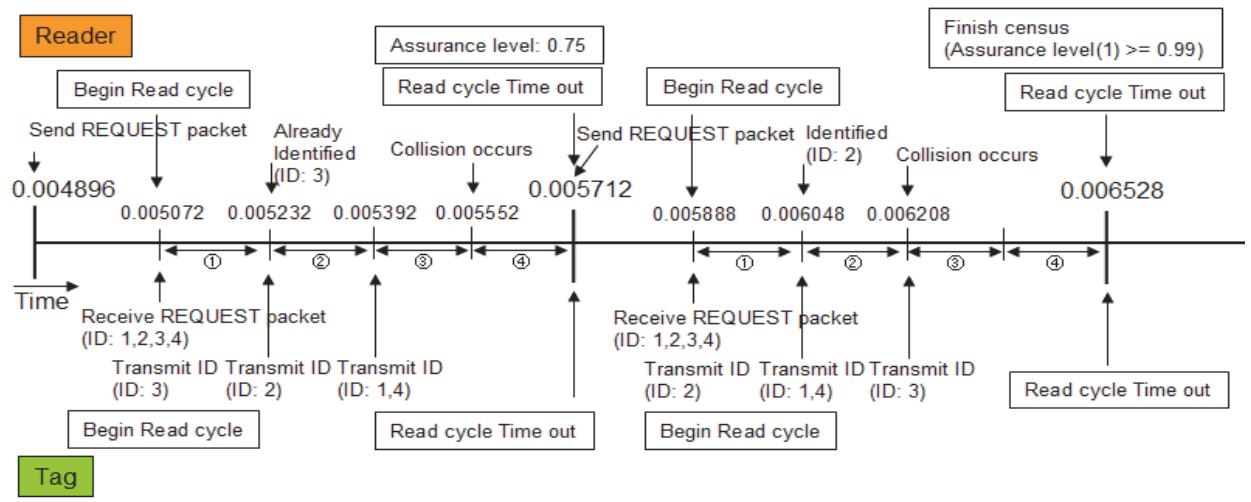 Reader
Assurance level: 0.75
Finish census
(Assurance level(1) >= 0.99)
Begin Read cycle
Read cycle Time out
Begin Read cycle
Read cycle Time out
Send REQUEST packet
Already
Identified
(ID: 3)
Collision occurs
Send REQUEST packet
Identified
(ID: 2)
Collision occurs
0.004896
0.005712
0.006528
0.005072
0.005232
0.005392
0.005552
0.005888
0.006048
0.006208
① ② ③ ④ ① ② ③ ④
Time
Receive REQUEST packet
(ID: 1,2,3,4)
Receive REQUEST packet
(ID: 1,2,3,4)
Transmit ID
(ID: 3)
Transmit ID
(ID: 2)
Transmit ID
(ID: 1,4)
Transmit ID
(ID: 2)
Transmit ID
(ID: 1,4)
Transmit ID
(ID: 3)
Read cycle Time out
Begin Read cycle
Read cycle Time out
Begin Read cycle
Tag